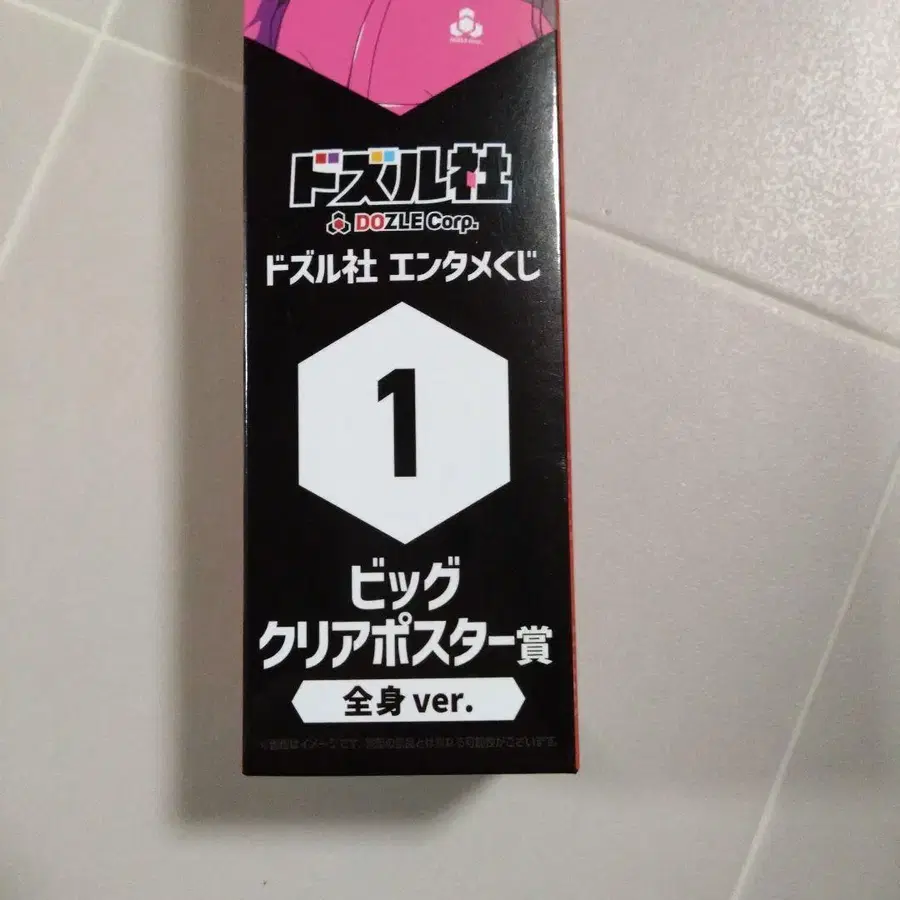 ドズル社
DOZLE Corp.
ドズル社 エンタメくじ
1
ビッグ
クリアポスター賞
全身 ver.